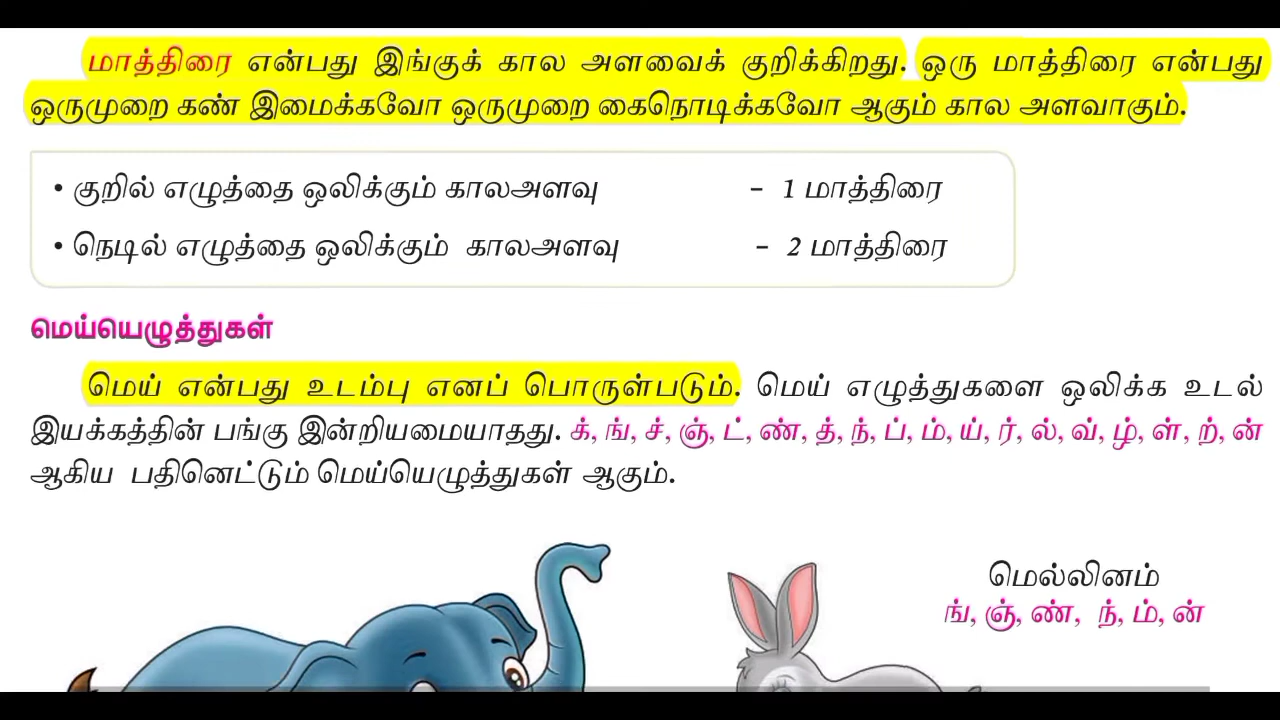 மாத்திரை என்பது இங்குக் கால அளவைக் குறிக்கிறது. ஒரு மாத்திரை என்பது
ஒருமுறை கண் இமைக்கவோ ஒருமுறை கைநொடிக்கவோ ஆகும் கால அளவாகும்.
• குறில் எழுத்தை ஒலிக்கும் காலஅளவு - 1 மாத்திரை
• நெடில் எழுத்தை ஒலிக்கும் காலஅளவு - 2 மாத்திரை
மெய்யெழுத்துகள்
மெய் என்பது உடம்பு எனப் பொருள்படும். மெய் எழுத்துகளை ஒலிக்க உடல்
இயக்கத்தின் பங்கு இன்றியமையாதது. க், ங், ச், ஞ், ட், ண், த், ந், ப், ம், ய், ர், ல், வ், ழ், ள், ற், ன்
ஆகிய பதினெட்டும் மெய்யெழுத்துகள் ஆகும்.
மெல்லினம்
ங், ஞ், ண், ந், ம், ன்